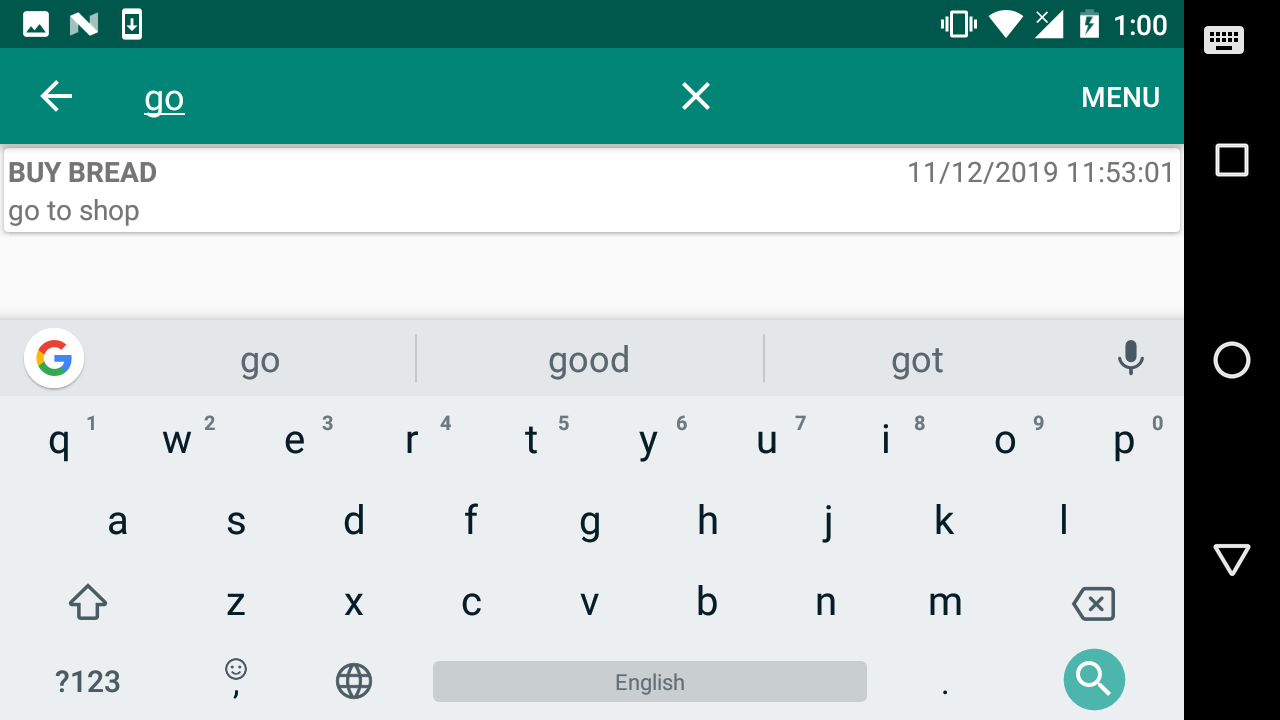 1:00
go
MENU
BUY BREAD 11/12/2019 11:53:01
go to shop
go good got
q 1 w 2 e 3 r 4 t 5 y 6 u 7 i 8 o 9 p 0
a s d f g h j k l
z x c v b n m
?123 , English .